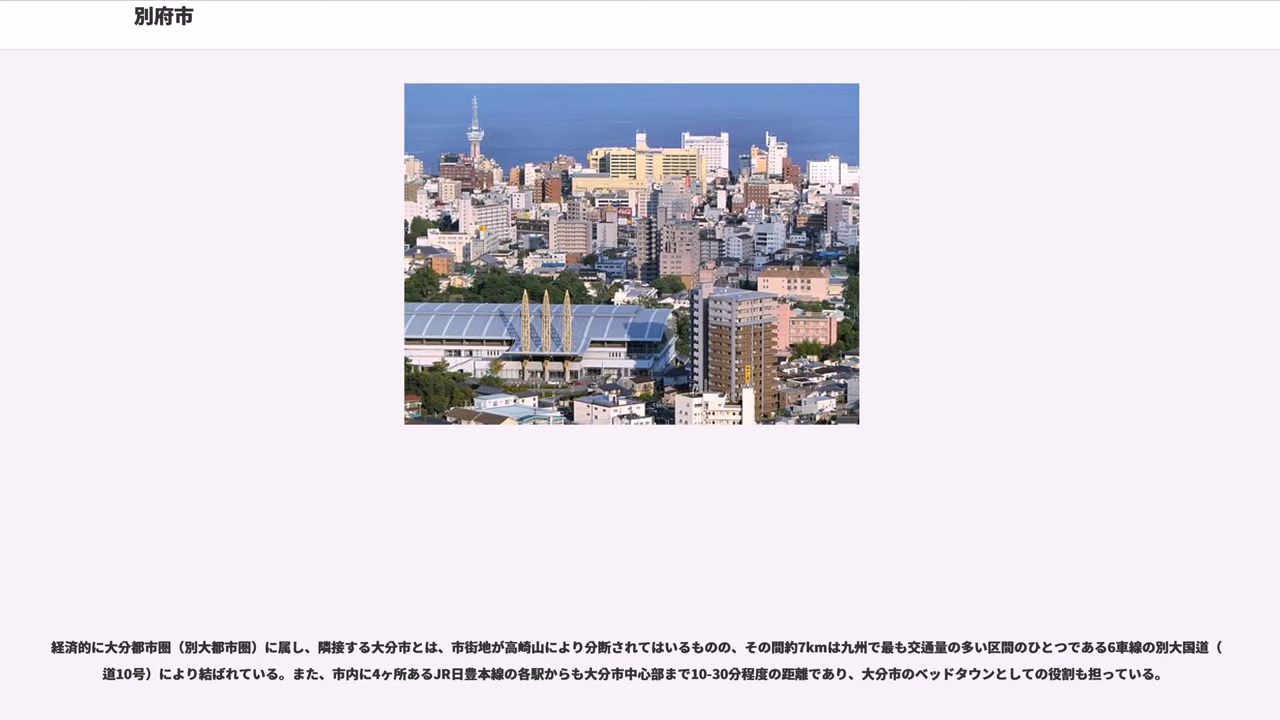 別府市
経済的に大分都市圏（別大都市圏）に属し、隣接する大分市とは、市街地が高崎山により分断されてはいるものの、その間約7kmは九州で最も交通量の多い区間のひとつである6車線の別大国道（
道10号）により結ばれている。また、市内に4ヶ所あるJR日豊本線の各駅からも大分市中心部まで10-30分程度の距離であり、大分市のベッドタウンとしての役割も担っている。